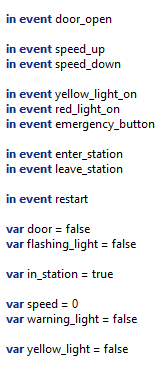 in event door_open
in event speed_up
in event speed_down
in event yellow_light_on
in event red_light_on
in event emergency_button
in event enter_station
in event leave_station
in event restart
var door = false
var flashing_light = false
var in_station = true
var speed = 0
var warning_light = false
var yellow_light = false